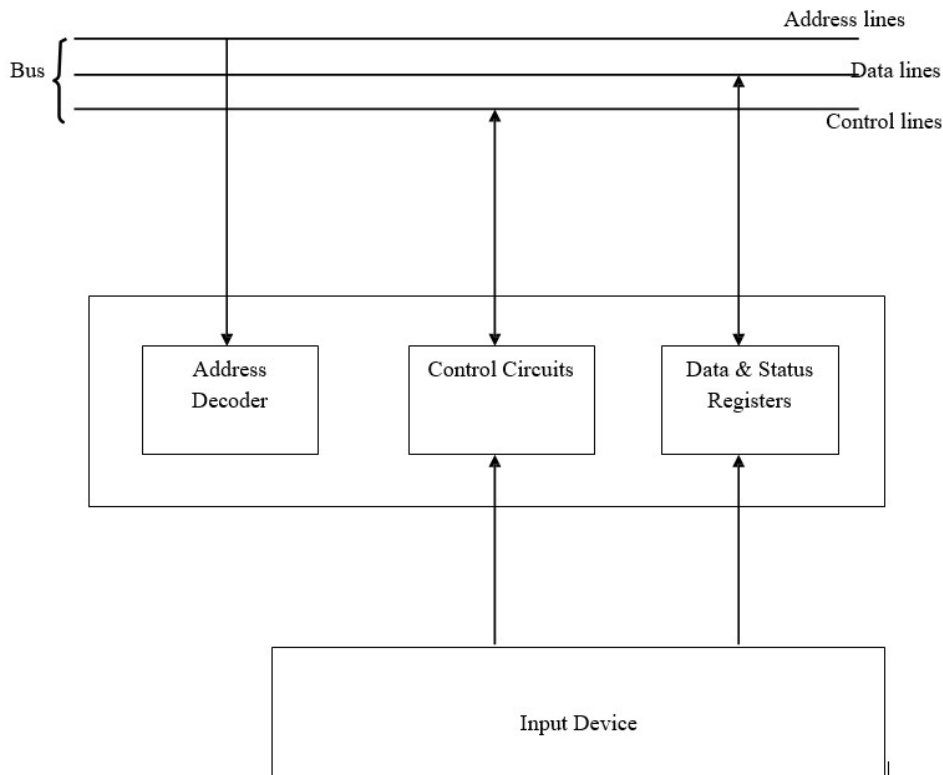 Address lines
Bus
Data lines
Control lines
Address
Decoder
Control Circuits
Data & Status
Registers
Input Device